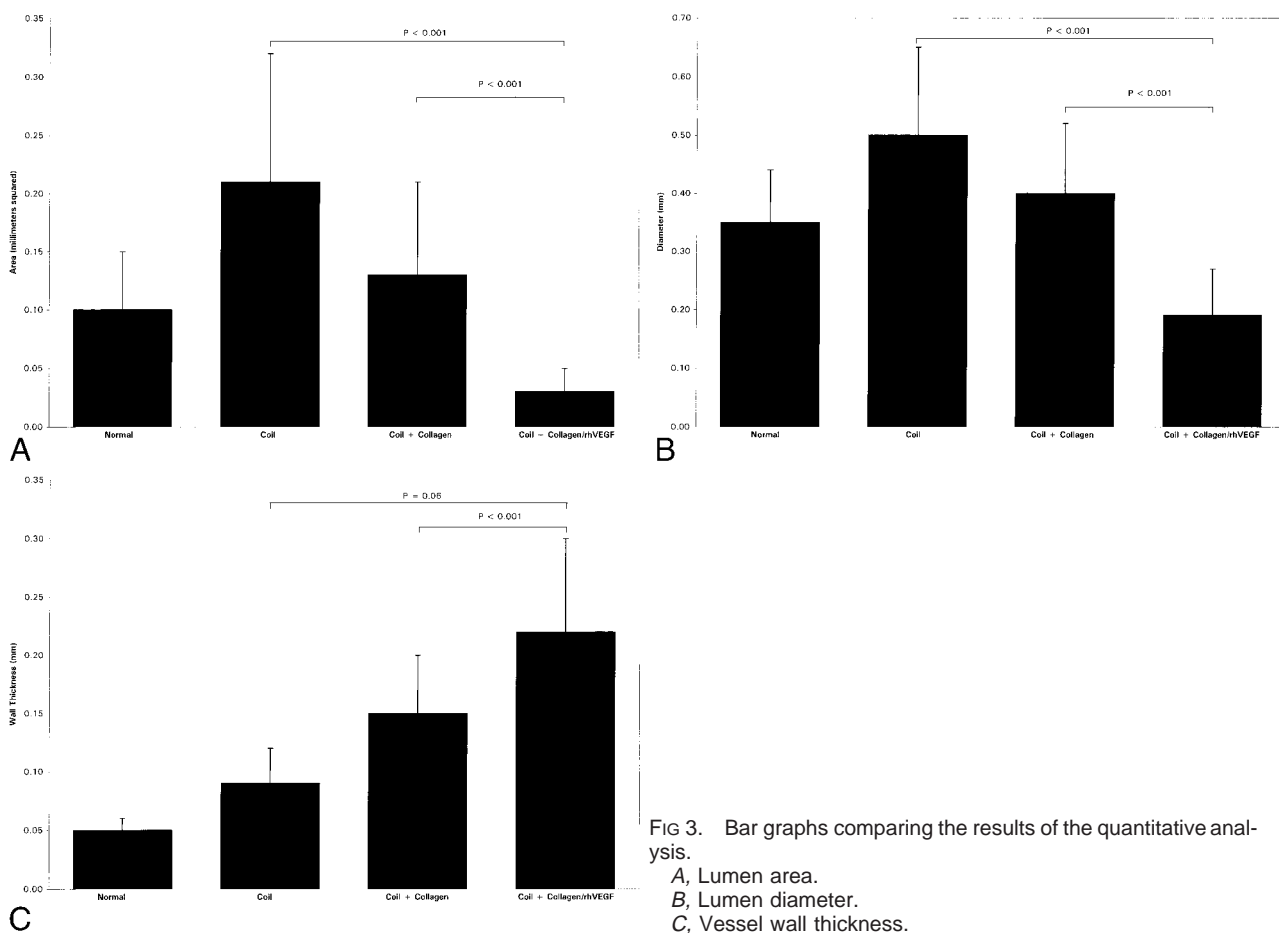 0.35
0.30
0.25
0.20
0.15
0.10
0.05
0.00
Area (millimeters squared)
P < 0.001
P < 0.001
Normal
Coil
Coil + Collagen
Coil - Collagen/rhVEGF
A
0.70
0.60
0.50
0.40
0.30
0.20
0.10
0.00
Diameter (mm)
P < 0.001
P < 0.001
Normal
Coil
Coil + Collagen
Coil + Collagen/rhVEGF
B
0.35
0.30
0.25
0.20
0.15
0.10
0.05
0.00
Wall Thickness (mm)
P = 0.06
P < 0.001
Normal
Coil
Coil + Collagen
Coil + Collagen/rhVEGF
C
FIG 3. Bar graphs comparing the results of the quantitative anal-
ysis.
A, Lumen area.
B, Lumen diameter.
C, Vessel wall thickness.